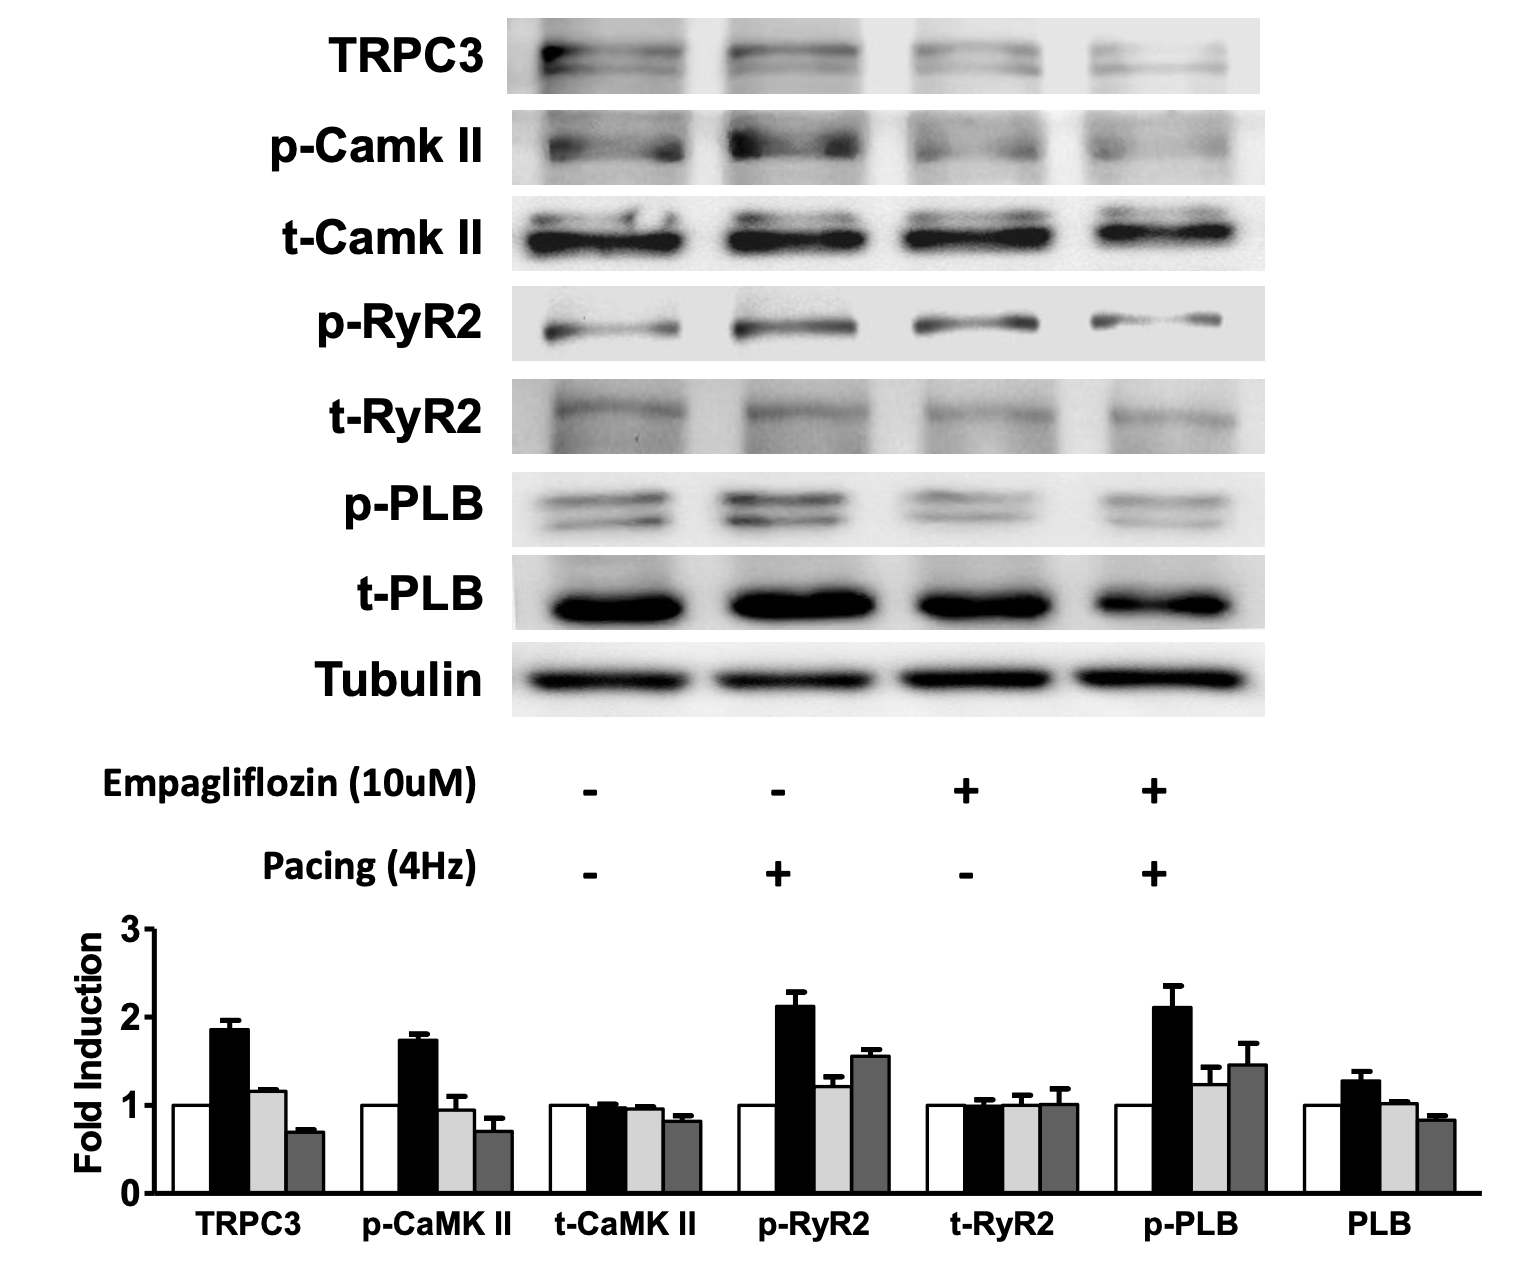 TRPC3
p-Camk II
t-Camk II
p-RyR2
t-RyR2
p-PLB
t-PLB
Tubulin
Empagliflozin (10uM) - - + +
Pacing (4Hz) - + - +
Fold Induction
3
2
1
0
TRPC3 p-CaMK II t-CaMK II p-RyR2 t-RyR2 p-PLB PLB